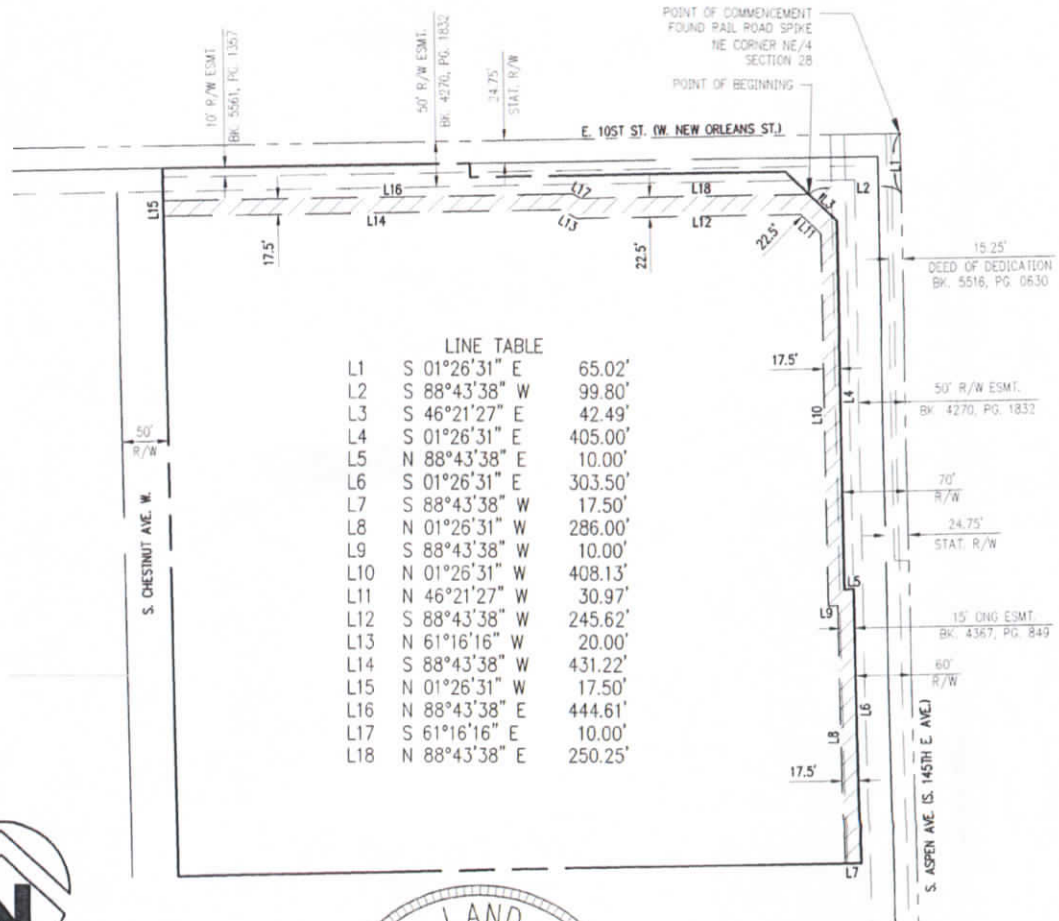 POINT OF COMMENCEMENT
FOUND RAIL ROAD SPIKE
NE CORNER NE/4
SECTION 28
POINT OF BEGINNING
10' R/W ESMT.
BK. 5561, PG. 1357
50' R/W ESMT.
BK. 4270, PG. 1832
24.75'
STAT. R/W
E. 10ST ST. (W. NEW ORLEANS ST.)
L1
L2
L3
L15
L16
L17
L18
L14
L13
L12
L11
17.5'
22.5'
22.5'
15.25'
DEED OF DEDICATION
BK. 5516, PG. 0630
LINE TABLE
L1 S 01°26'31" E 65.02'
L2 S 88°43'38" W 99.80'
L3 S 46°21'27" E 42.49'
L4 S 01°26'31" E 405.00'
L5 N 88°43'38" E 10.00'
L6 S 01°26'31" E 303.50'
L7 S 88°43'38" W 17.50'
L8 N 01°26'31" W 286.00'
L9 S 88°43'38" W 10.00'
L10 N 01°26'31" W 408.13'
L11 N 46°21'27" W 30.97'
L12 S 88°43'38" W 245.62'
L13 N 61°16'16" W 20.00'
L14 S 88°43'38" W 431.22'
L15 N 01°26'31" W 17.50'
L16 N 88°43'38" E 444.61'
L17 S 61°16'16" E 10.00'
L18 N 88°43'38" E 250.25'
17.5'
L10
L4
50' R/W ESMT.
BK. 4270, PG. 1832
50'
R/W
S. CHESTNUT AVE. W.
70'
R/W
24.75'
STAT. R/W
L5
L9
15' ONG ESMT.
BK. 4367, PG. 849
60'
R/W
L6
L8
17.5'
S. ASPEN AVE. (S. 145TH E. AVE.)
L7
N
LAND